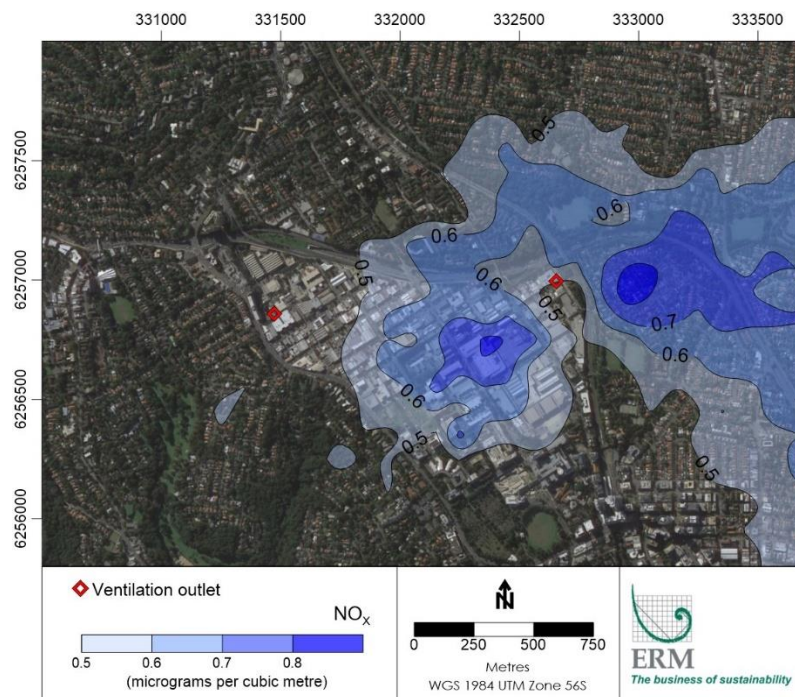 331000 331500 332000 332500 333000 333500
6257500
6257000
6256500
6256000
0.5
0.6
0.6
0.5
0.6
0.5
0.7
0.6
0.6
0.5
0.5
Ventilation outlet
NOX
0.5 0.6 0.7 0.8
(micrograms per cubic metre)
N
0 250 500 750
Metres
WGS 1984 UTM Zone 56S
ERM
The business of sustainability